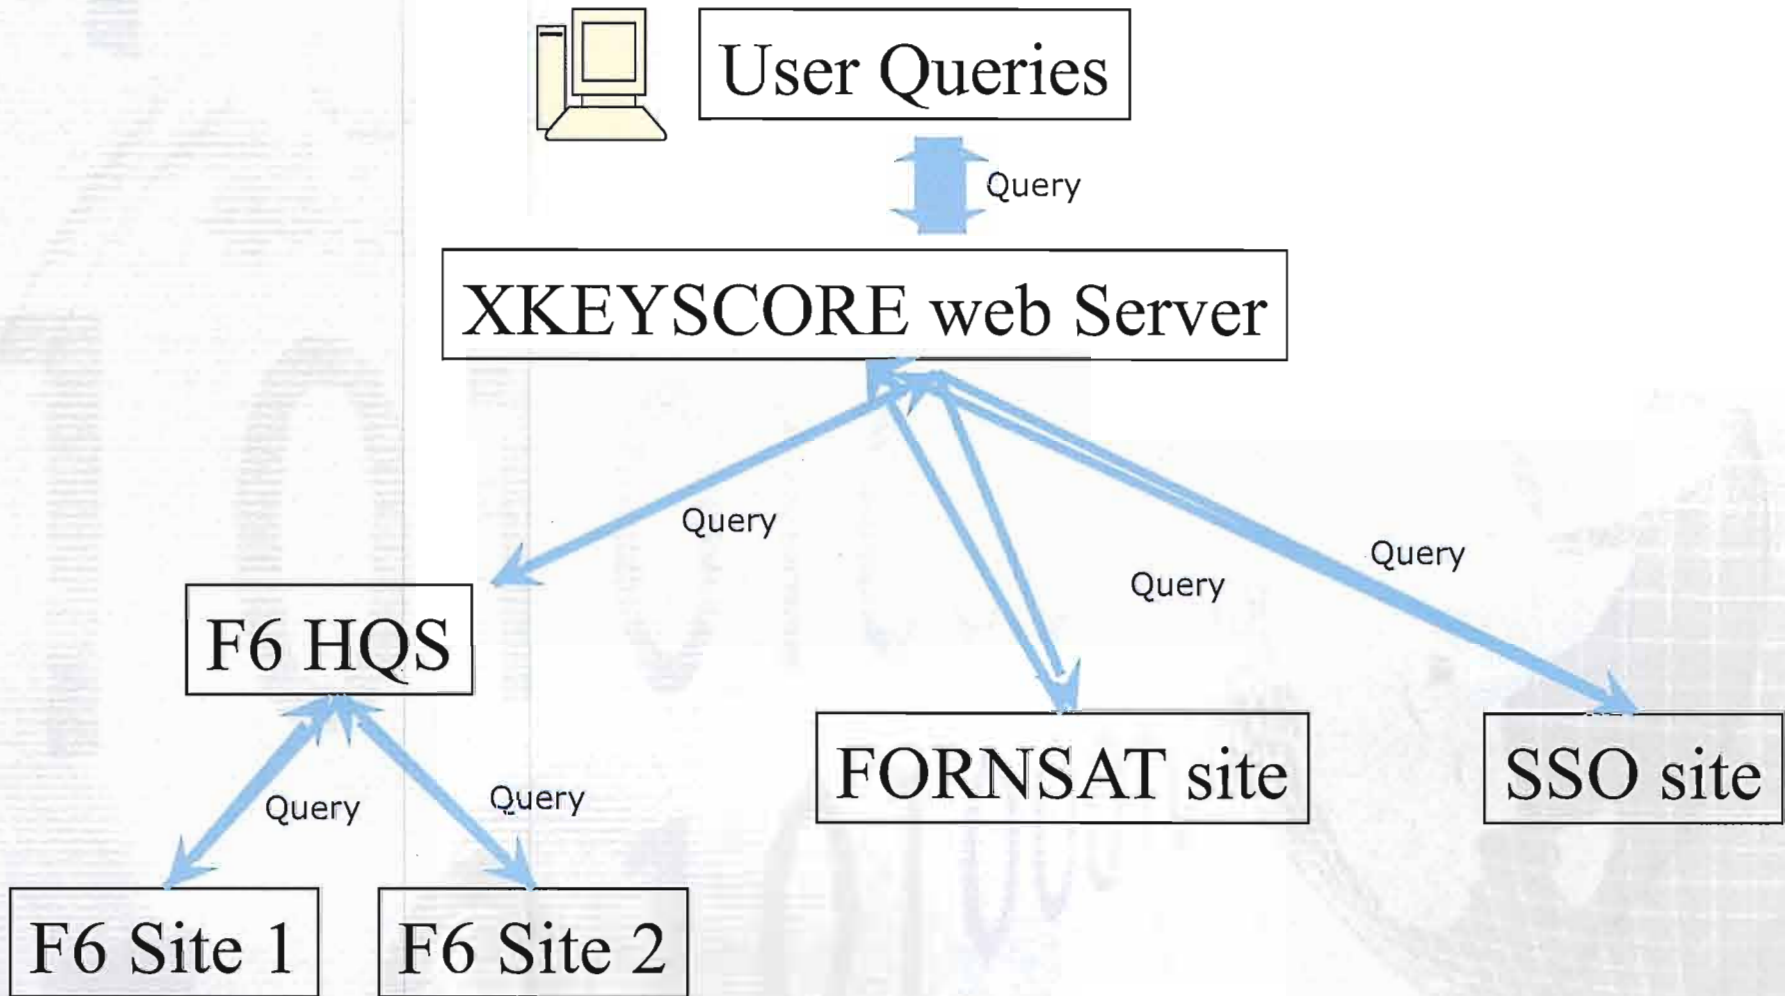 User Queries
Query
XKEYSCORE web Server
Query
Query
Query
F6 HQS
FORNSAT site
SSO site
Query
Query
F6 Site 1
F6 Site 2